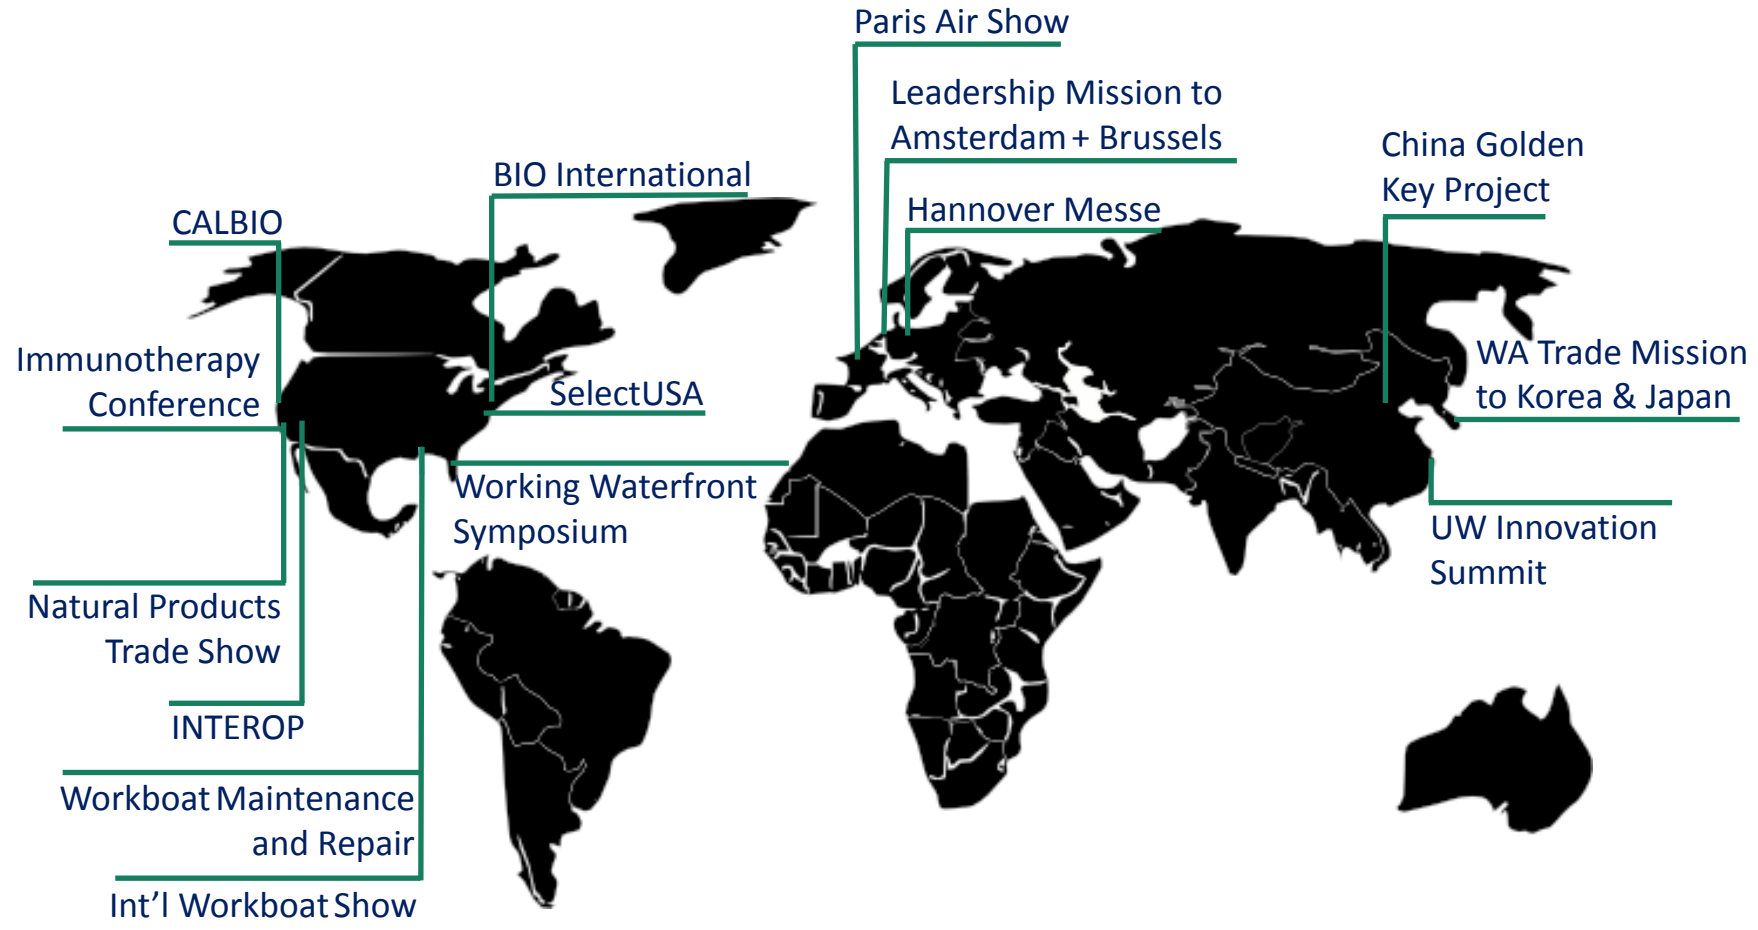 Paris Air Show
Leadership Mission to
Amsterdam + Brussels
China Golden
Key Project
BIO International
Hannover Messe
CALBIO
Immunotherapy
Conference
SelectUSA
WA Trade Mission
to Korea & Japan
Working Waterfront
Symposium
UW Innovation
Summit
Natural Products
Trade Show
INTEROP
Workboat Maintenance
and Repair
Int’l Workboat Show